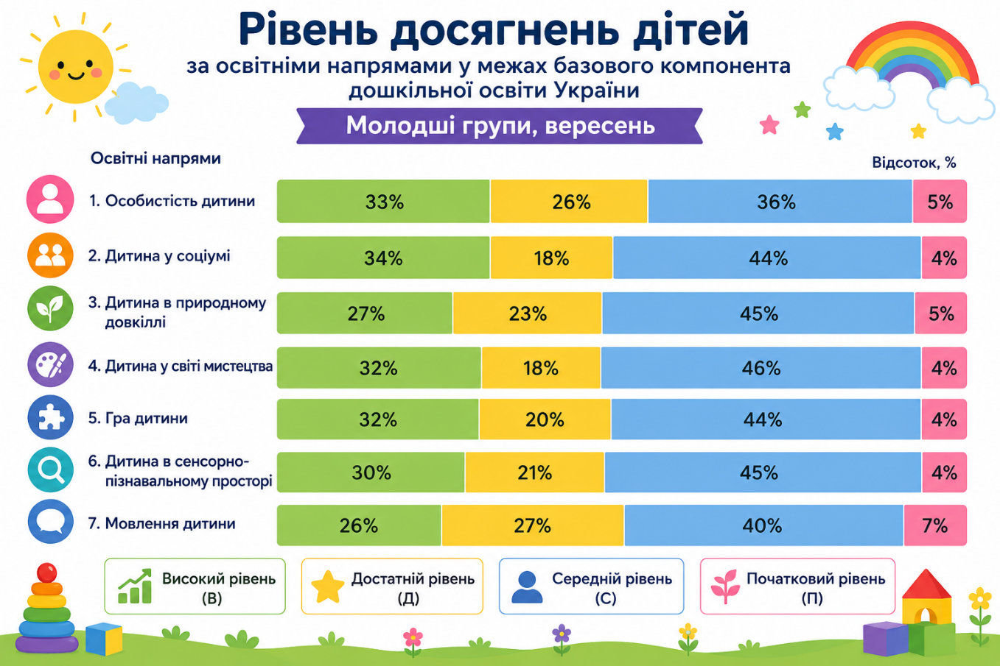 Рівень досягнень дітей
за освітніми напрямами у межах базового компонента
дошкільної освіти України
Молодші групи, вересень
Освітні напрями
Відсоток, %
1. Особистість дитини
33% 26% 36% 5%
2. Дитина у соціумі
34% 18% 44% 4%
3. Дитина в природному
довкіллі
27% 23% 45% 5%
4. Дитина у світі мистецтва
32% 18% 46% 4%
5. Гра дитини
32% 20% 44% 4%
6. Дитина в сенсорно-
пізнавальному просторі
30% 21% 45% 4%
7. Мовлення дитини
26% 27% 40% 7%
Високий рівень
(В)
Достатній рівень
(Д)
Середній рівень
(С)
Початковий рівень
(П)